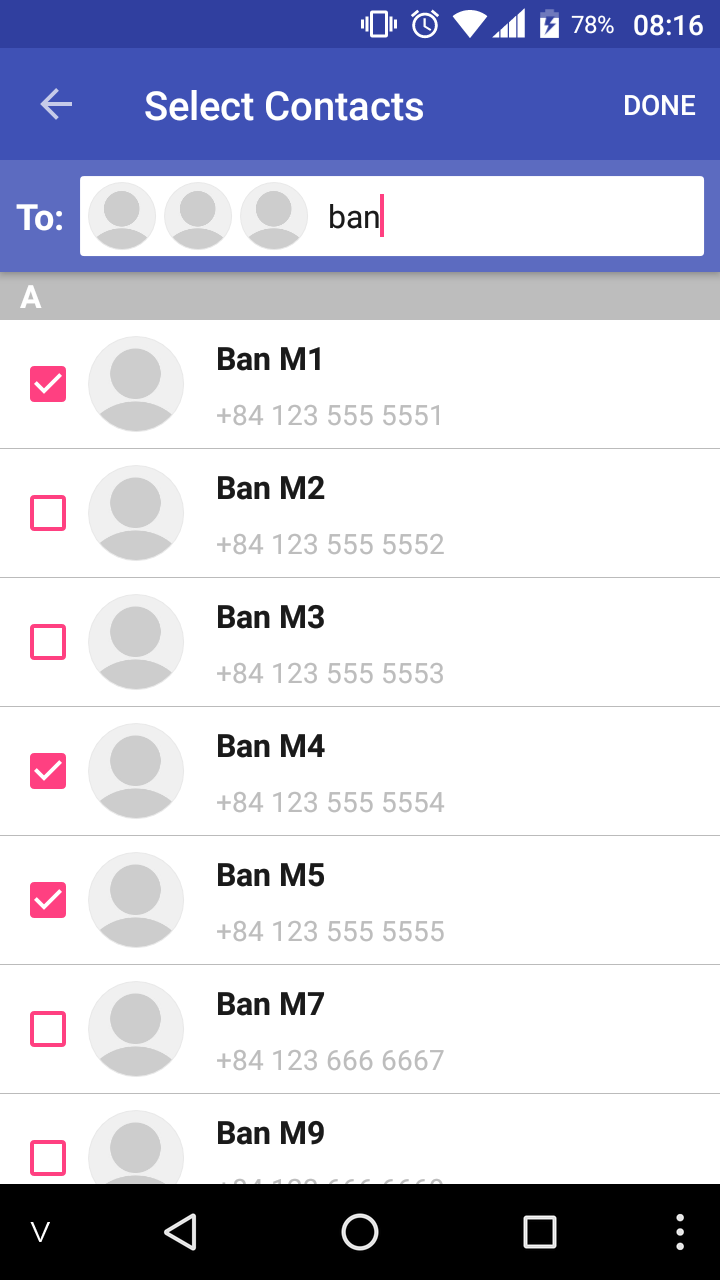 78% 08:16
Select Contacts DONE
To: ban
A
Ban M1
+84 123 555 5551
Ban M2
+84 123 555 5552
Ban M3
+84 123 555 5553
Ban M4
+84 123 555 5554
Ban M5
+84 123 555 5555
Ban M7
+84 123 666 6667
Ban M9